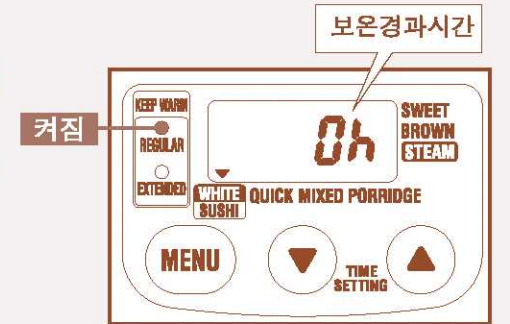 보온경과시간
KEEP WARM
켜짐
REGULAR
EXTENDED
0h
SWEET
BROWN
STEAM
WHITE QUICK MIXED PORRIDGE
SUSHI
MENU
TIME
SETTING